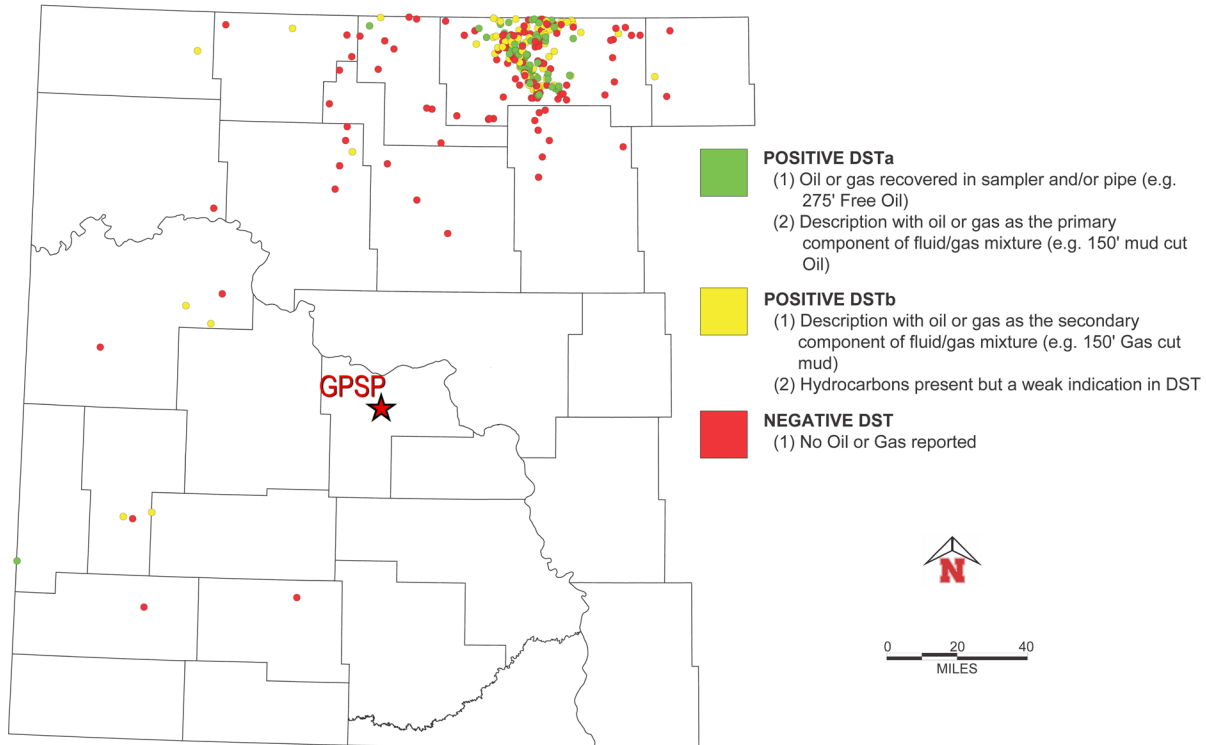 GPSP
POSITIVE DSTa
(1) Oil or gas recovered in sampler and/or pipe (e.g.
275' Free Oil)
(2) Description with oil or gas as the primary
component of fluid/gas mixture (e.g. 150' mud cut
Oil)
POSITIVE DSTb
(1) Description with oil or gas as the secondary
component of fluid/gas mixture (e.g. 150' Gas cut
mud)
(2) Hydrocarbons present but a weak indication in DST
NEGATIVE DST
(1) No Oil or Gas reported
N
0 20 40
MILES